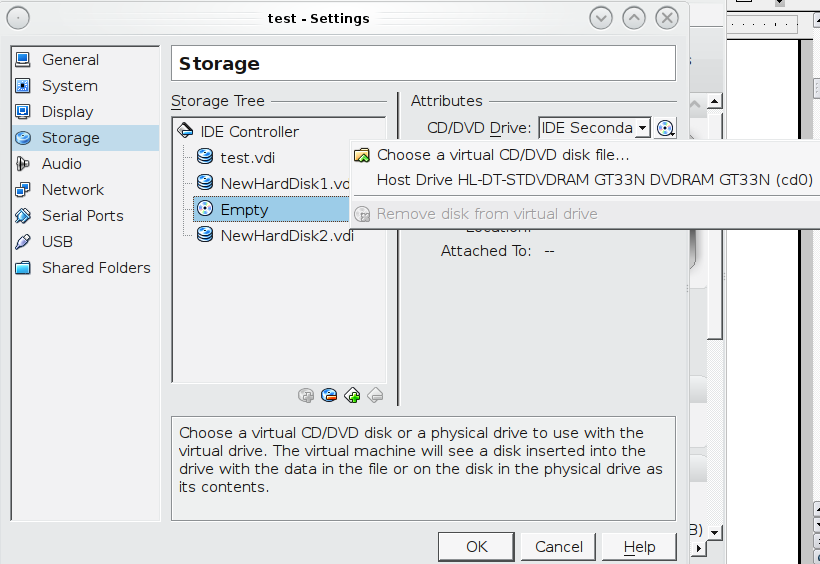 test - Settings
General
System
Display
Storage
Audio
Network
Serial Ports
USB
Shared Folders
Storage
Storage Tree
IDE Controller
test.vdi
NewHardDisk1.vd
Empty
NewHardDisk2.vdi
Attributes
CD/DVD Drive: IDE Seconda
Choose a virtual CD/DVD disk file...
Host Drive HL-DT-STDVDRAM GT33N DVDRAM GT33N (cd0)
Remove disk from virtual drive
Location:
Attached To: --
Choose a virtual CD/DVD disk or a physical drive to use with the
virtual drive. The virtual machine will see a disk inserted into the
drive with the data in the file or on the disk in the physical drive as
its contents.
OK Cancel Help
B)